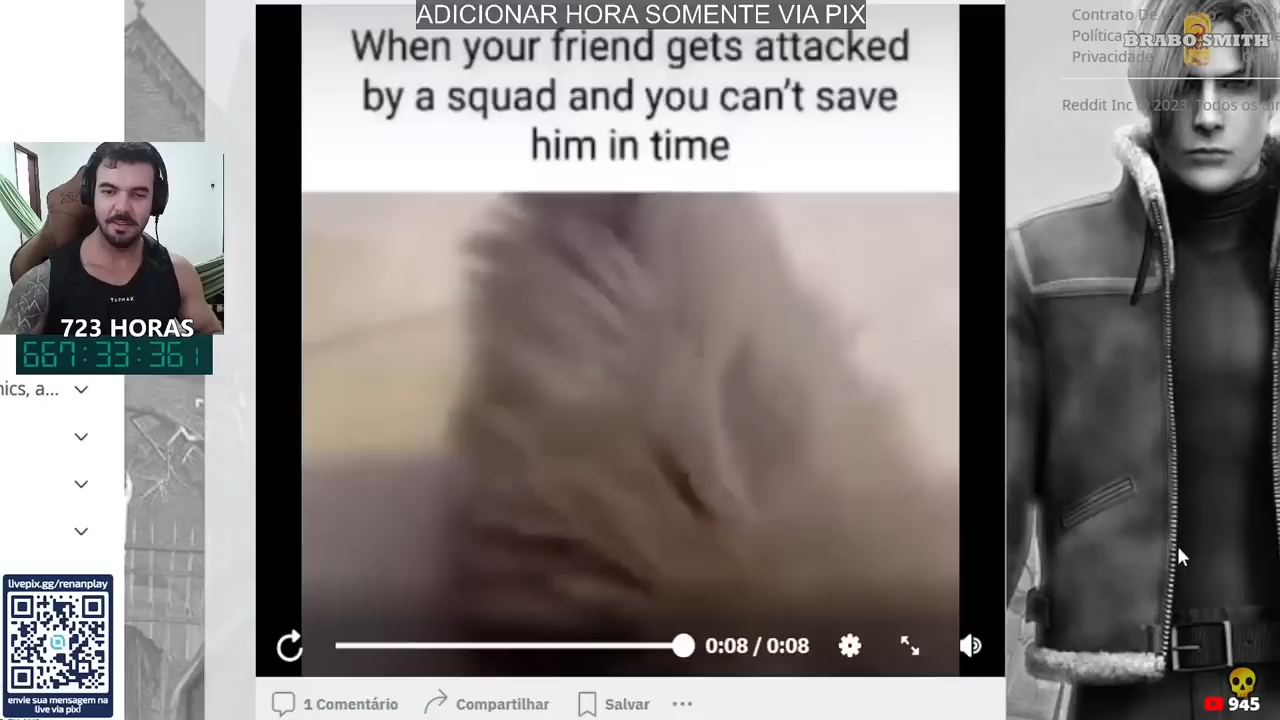 ADICIONAR HORA SOMENTE VIA PIX
When your friend gets attacked
by a squad and you can't save
him in time
Contrato De
Política
Privacidade
BRABO SMITH
Reddit Inc © 2023. Todos os
723 HORAS
667:33:36
nics, a...
livepix.gg/renanplay
envie sua mensagem na
live via pix!
0:08 / 0:08
1 Comentário
Compartilhar
Salvar
945